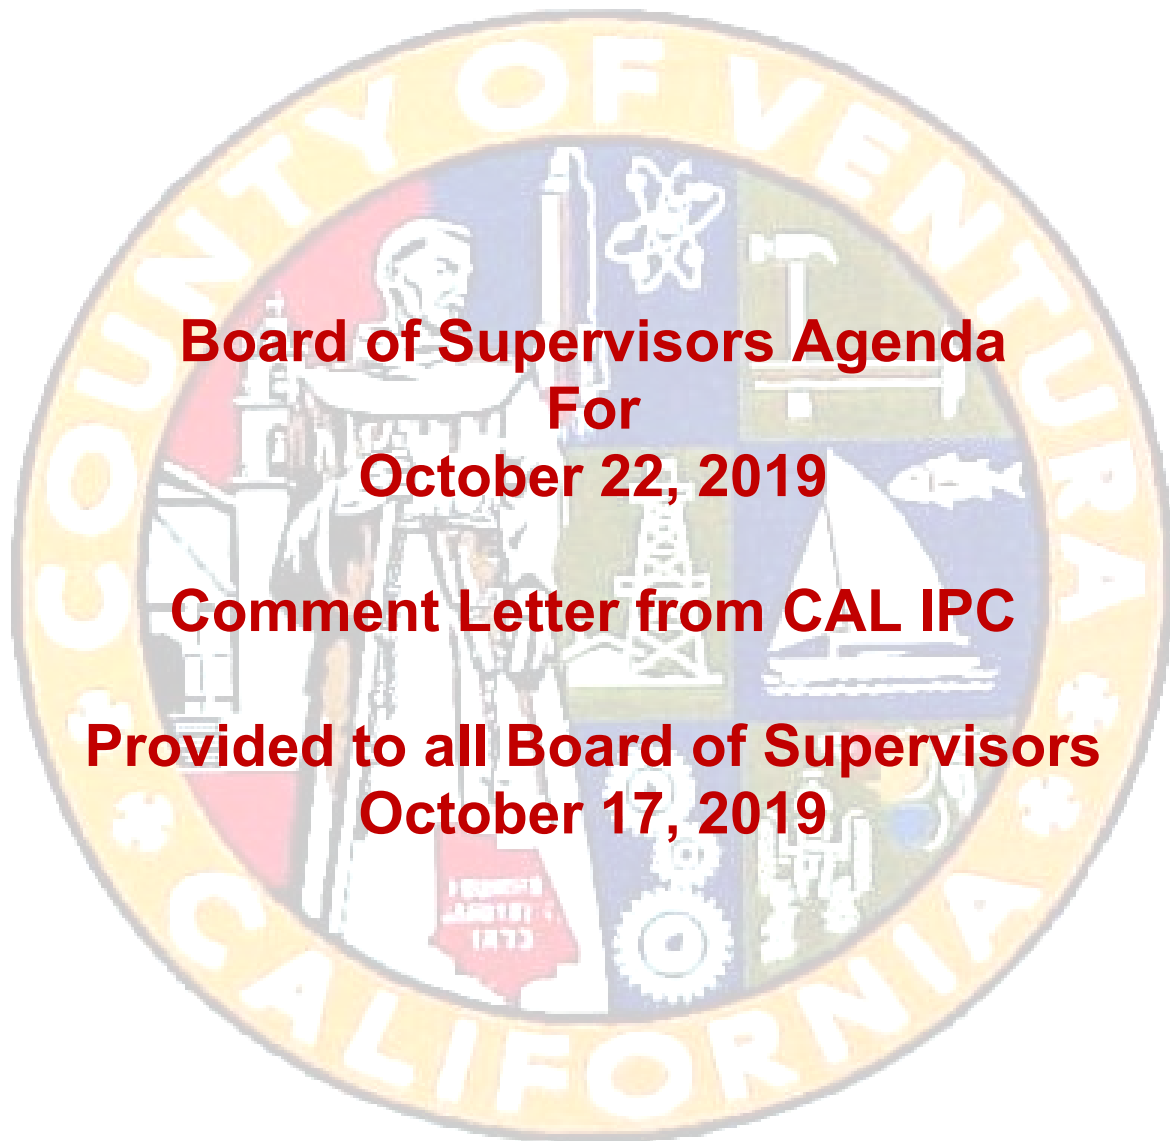 COUNTY OF VENTURA
Board of Supervisors Agenda
For
October 22, 2019
Comment Letter from CAL IPC
Provided to all Board of Supervisors
October 17, 2019
1873
CALIFORNIA